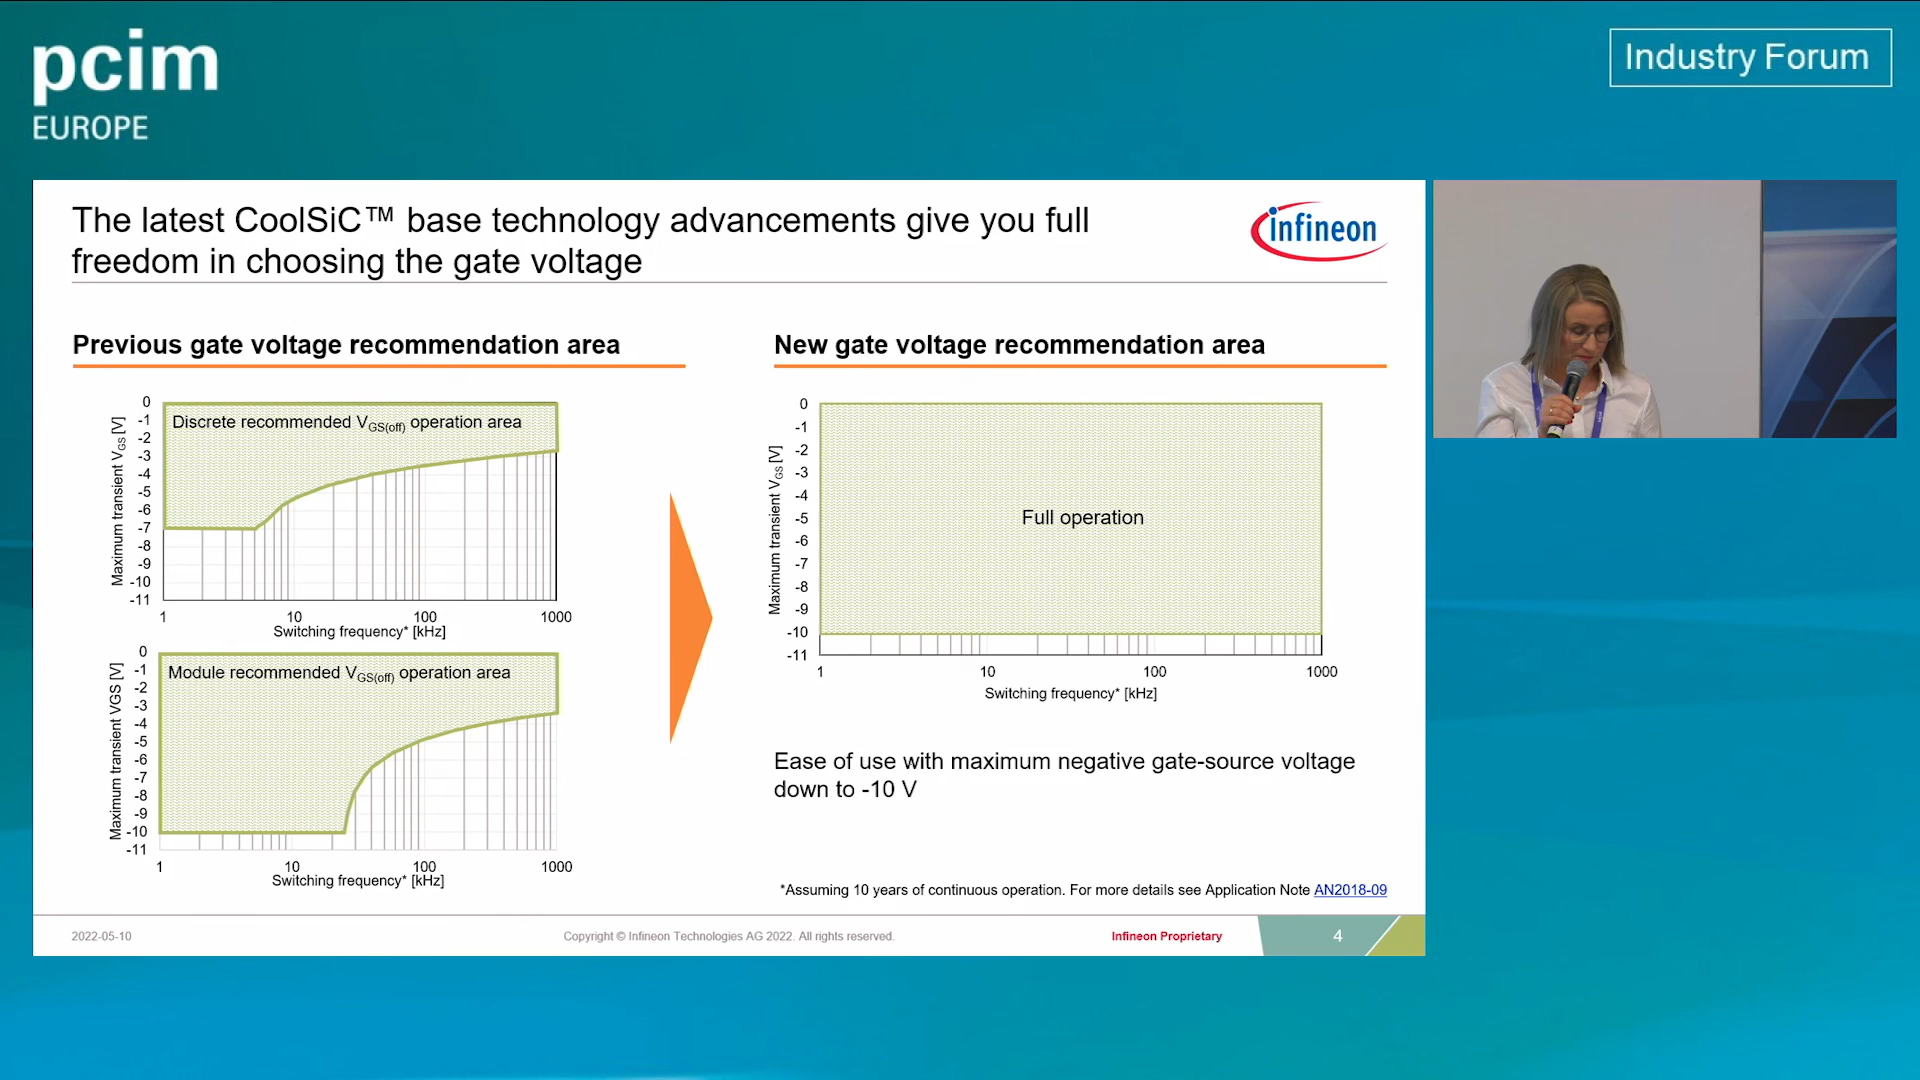 pcim
EUROPE
Industry Forum
The latest CoolSiC™ base technology advancements give you full
freedom in choosing the gate voltage
infineon
Previous gate voltage recommendation area
Discrete recommended VGS(off) operation area
Maximum transient VGS [V]
0
-1
-2
-3
-4
-5
-6
-7
-8
-9
-10
-11
1
10
100
1000
Switching frequency* [kHz]
Module recommended VGS(off) operation area
Maximum transient VGS [V]
0
-1
-2
-3
-4
-5
-6
-7
-8
-9
-10
-11
1
10
100
1000
Switching frequency* [kHz]
New gate voltage recommendation area
Full operation
Maximum transient VGS [V]
0
-1
-2
-3
-4
-5
-6
-7
-8
-9
-10
-11
1
10
100
1000
Switching frequency* [kHz]
Ease of use with maximum negative gate-source voltage
down to -10 V
*Assuming 10 years of continuous operation. For more details see Application Note AN2018-09
2022-05-10
Copyright © Infineon Technologies AG 2022. All rights reserved.
Infineon Proprietary
4